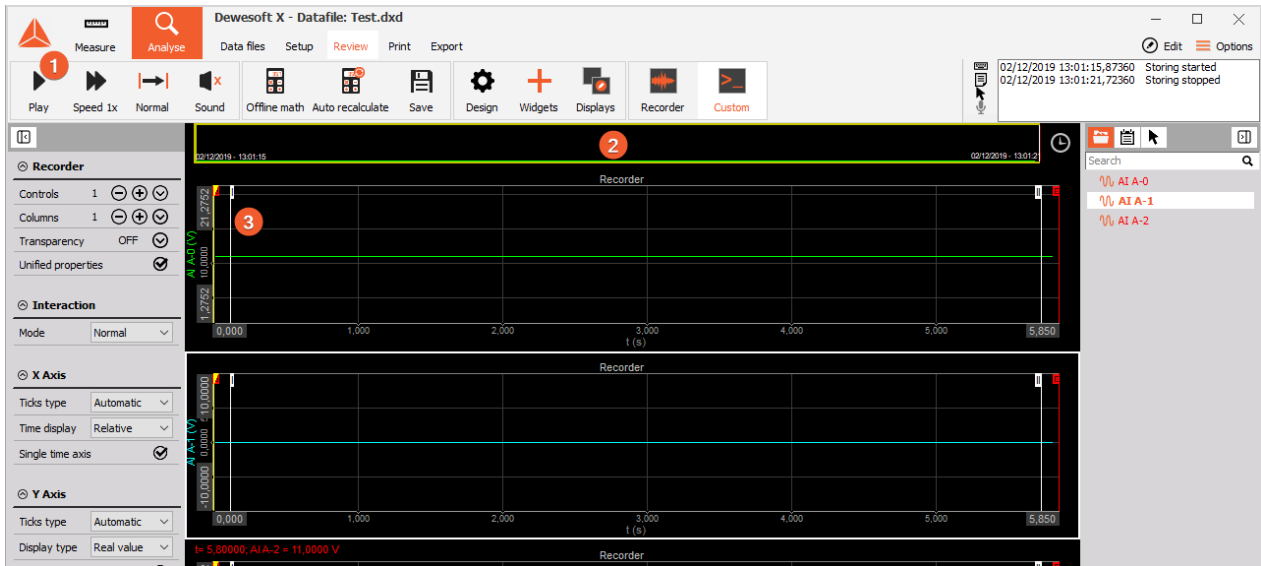 Dewesoft X - Datafile: Test.dxd
Measure Analyse Data files Setup Review Print Export Edit Options
1
Play Speed 1x Normal Sound Offline math Auto recalculate Save Design Widgets Displays Recorder Custom
02/12/2019 13:01:15,87360 Storing started
02/12/2019 13:01:21,72360 Storing stopped
Recorder
Controls 1
Columns 1
Transparency OFF
Unified properties
Interaction
Mode Normal
X Axis
Ticks type Automatic
Time display Relative
Single time axis
Y Axis
Ticks type Automatic
Display type Real value
2
02/12/2019 - 13:01:15 02/12/2019 - 13:01:21
Recorder
3
AI A-0 (V)
21,2752
10,0000
1,2752
0,000 1,000 2,000 3,000 4,000 5,000 5,850
t (s)
Recorder
AI A-1 (V)
10,0000
0,0000
-10,0000
0,000 1,000 2,000 3,000 4,000 5,000 5,850
t (s)
t= 5,80000; AI A-2 = 11,0000 V
Recorder
Search
AI A-0
AI A-1
AI A-2